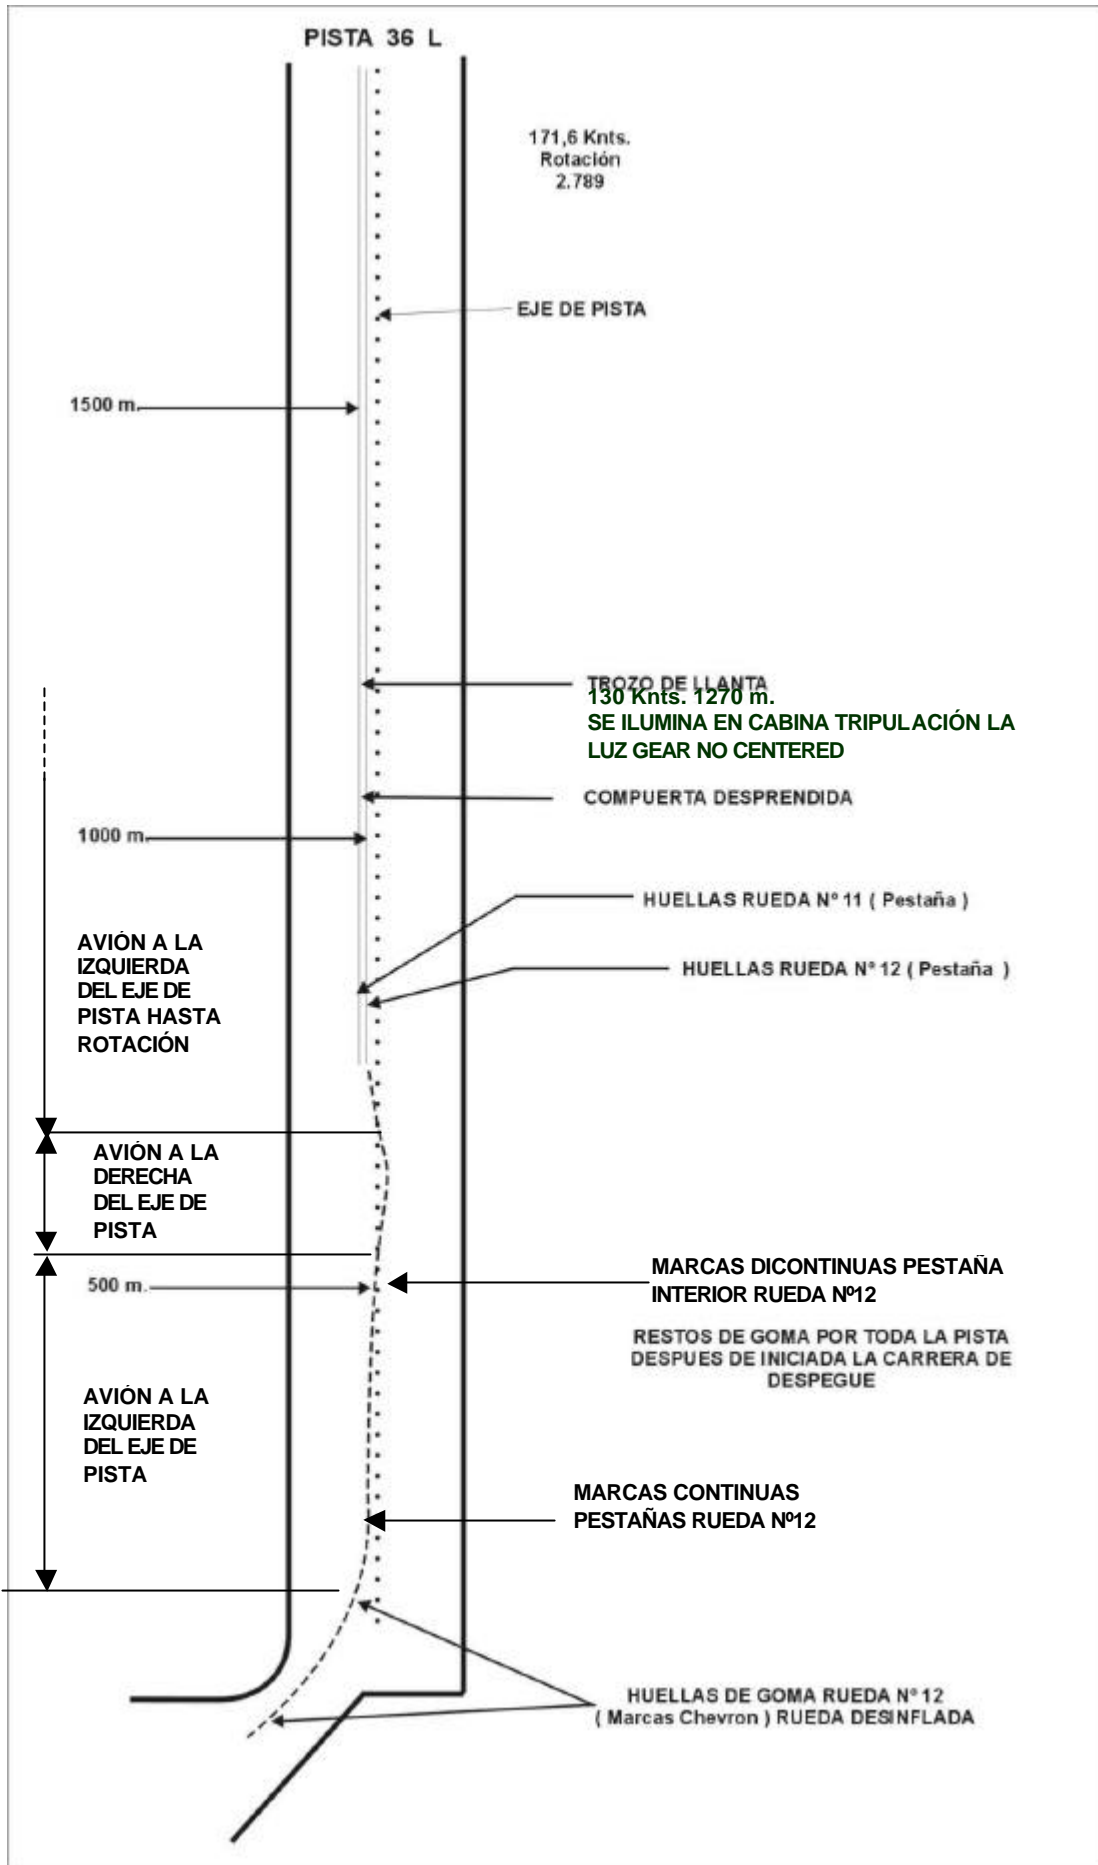 PISTA 36 L
171,6 Knts.
Rotación
2.789
EJE DE PISTA
1500 m.
TROZO DE LLANTA
130 Knts. 1270 m.
SE ILUMINA EN CABINA TRIPULACIÓN LA
LUZ GEAR NO CENTERED
COMPUERTA DESPRENDIDA
1000 m.
HUELLAS RUEDA Nº 11 ( Pestaña )
AVIÓN A LA
IZQUIERDA
DEL EJE DE
PISTA HASTA
ROTACIÓN
HUELLAS RUEDA Nº 12 ( Pestaña )
AVIÓN A LA
DERECHA
DEL EJE DE
PISTA
500 m.
MARCAS DICONTINUAS PESTAÑA
INTERIOR RUEDA Nº12
RESTOS DE GOMA POR TODA LA PISTA
DESPUES DE INICIADA LA CARRERA DE
DESPEGUE
AVIÓN A LA
IZQUIERDA
DEL EJE DE
PISTA
MARCAS CONTINUAS
PESTAÑAS RUEDA Nº12
HUELLAS DE GOMA RUEDA Nº 12
( Marcas Chevron ) RUEDA DESINFLADA